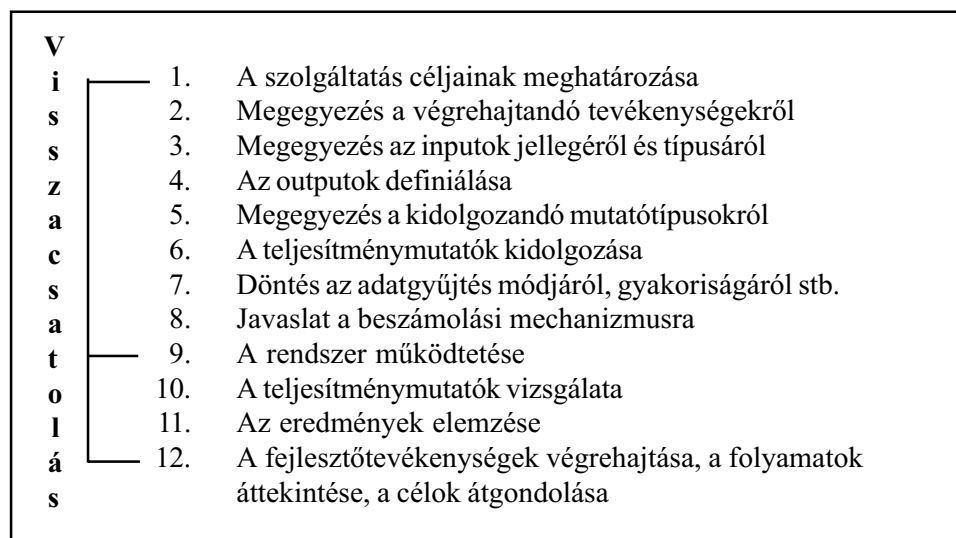 Visszacsatolás
1. A szolgáltatás céljainak meghatározása
2. Megegyezés a végrehajtandó tevékenységekről
3. Megegyezés az inputok jellegéről és típusáról
4. Az outputok definiálása
5. Megegyezés a kidolgozandó mutatótípusokról
6. A teljesítménymutatók kidolgozása
7. Döntés az adatgyűjtés módjáról, gyakoriságáról stb.
8. Javaslat a beszámolási mechanizmusra
9. A rendszer működtetése
10. A teljesítménymutatók vizsgálata
11. Az eredmények elemzése
12. A fejlesztőtevékenységek végrehajtása, a folyamatok
áttekintése, a célok átgondolása